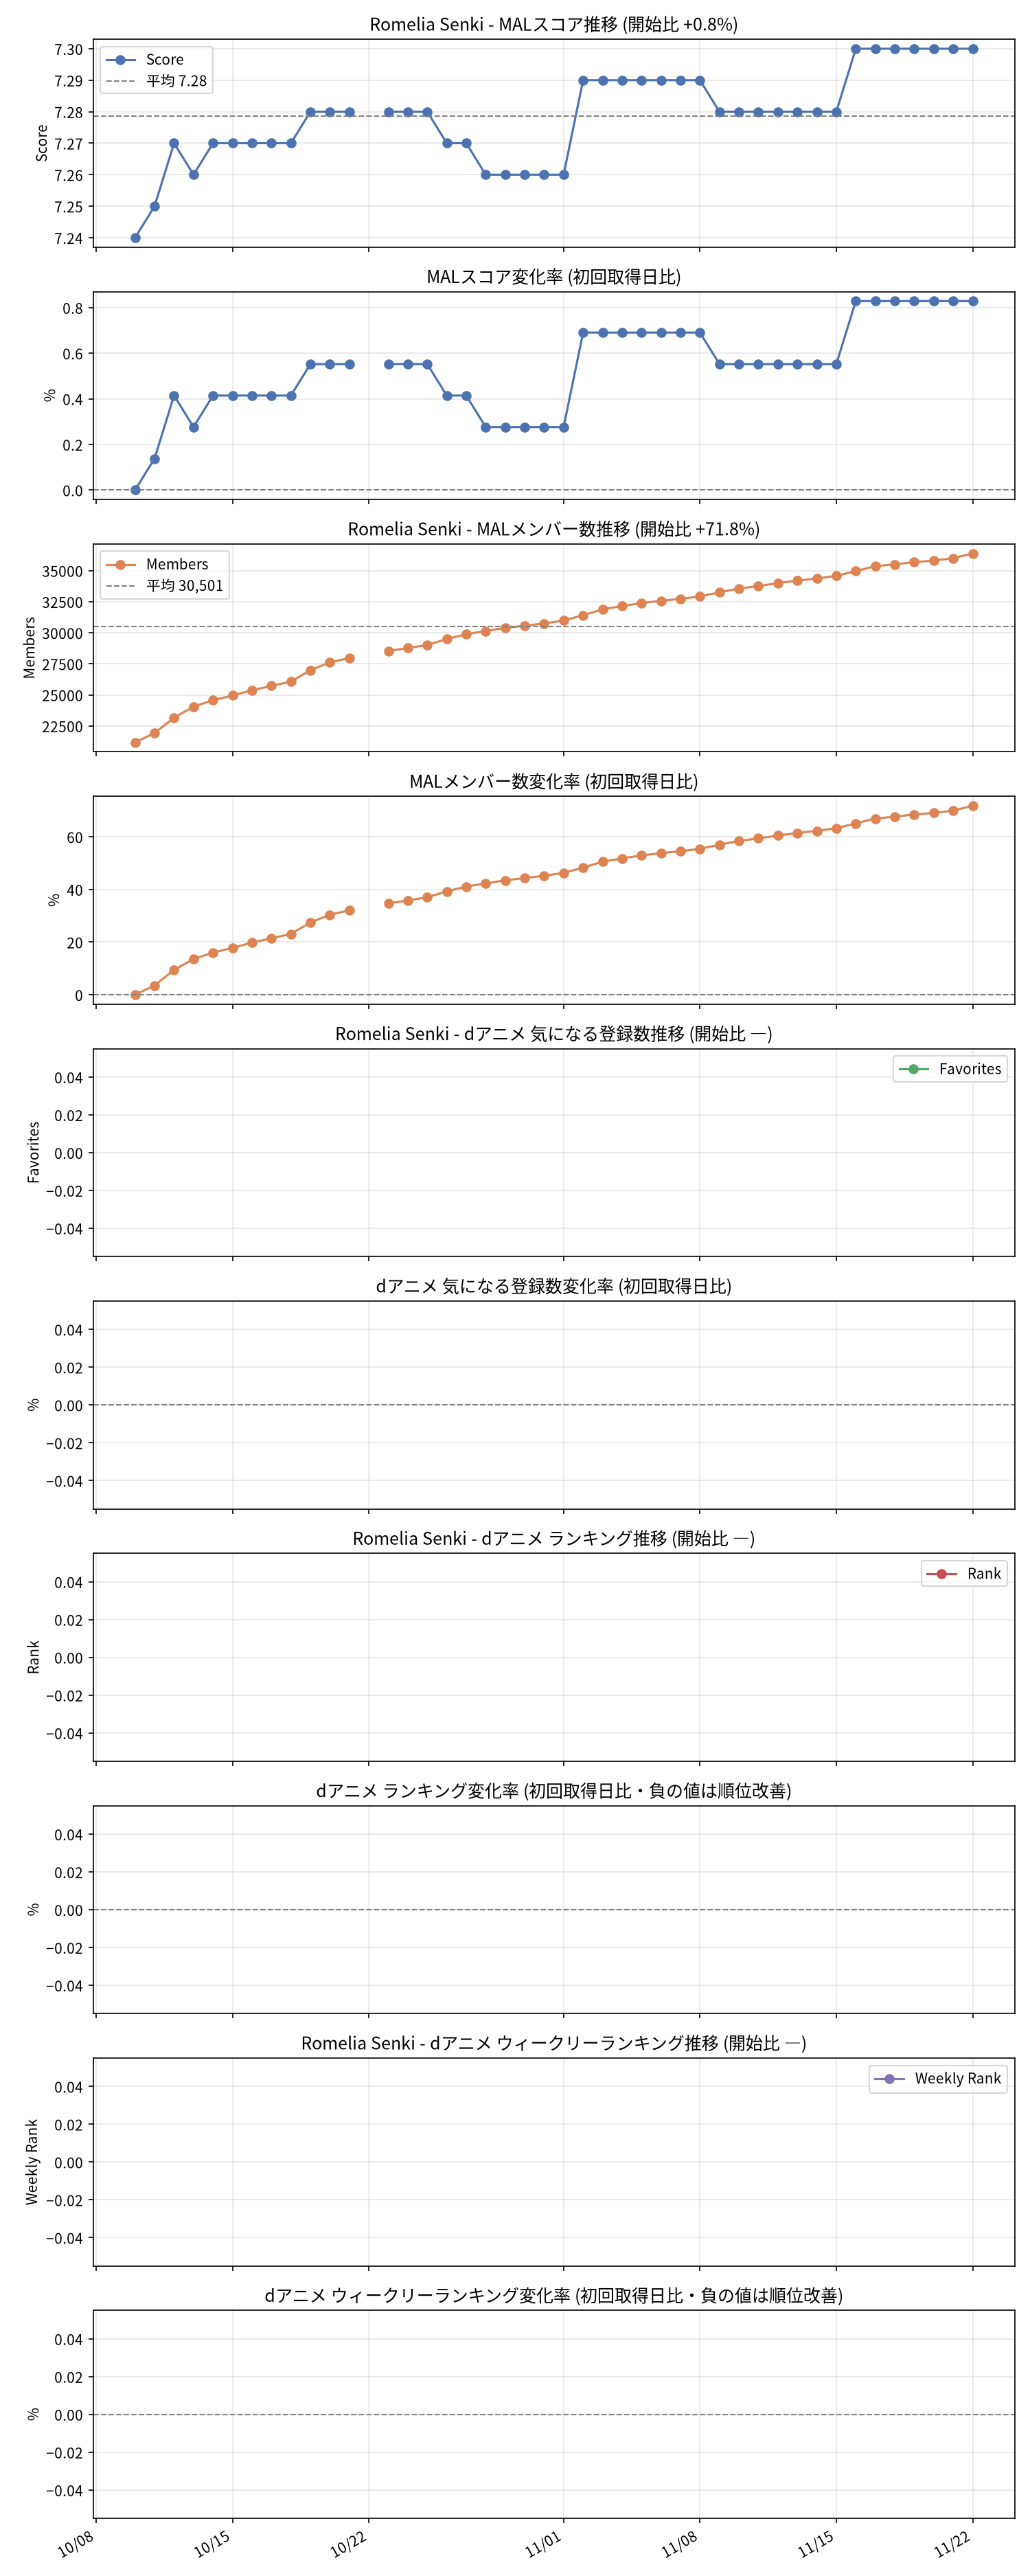 Romelia Senki - MALスコア推移 (開始比 +0.8%)
7.30
7.29
7.28
7.27
7.26
7.25
7.24
Score
Score
平均 7.28
MALスコア変化率 (初回取得日比)
0.8
0.6
0.4
0.2
0.0
%
Romelia Senki - MALメンバー数推移 (開始比 +71.8%)
35000
32500
30000
27500
25000
22500
Members
Members
平均 30,501
MALメンバー数変化率 (初回取得日比)
60
40
20
0
%
Romelia Senki - dアニメ 気になる登録数推移 (開始比 —)
0.04
0.02
0.00
−0.02
−0.04
Favorites
Favorites
dアニメ 気になる登録数変化率 (初回取得日比)
0.04
0.02
0.00
−0.02
−0.04
%
Romelia Senki - dアニメ ランキング推移 (開始比 —)
0.04
0.02
0.00
−0.02
−0.04
Rank
Rank
dアニメ ランキング変化率 (初回取得日比・負の値は順位改善)
0.04
0.02
0.00
−0.02
−0.04
%
Romelia Senki - dアニメ ウィークリーランキング推移 (開始比 —)
0.04
0.02
0.00
−0.02
−0.04
Weekly Rank
Weekly Rank
dアニメ ウィークリーランキング変化率 (初回取得日比・負の値は順位改善)
0.04
0.02
0.00
−0.02
−0.04
%
10/08
10/15
10/22
11/01
11/08
11/15
11/22